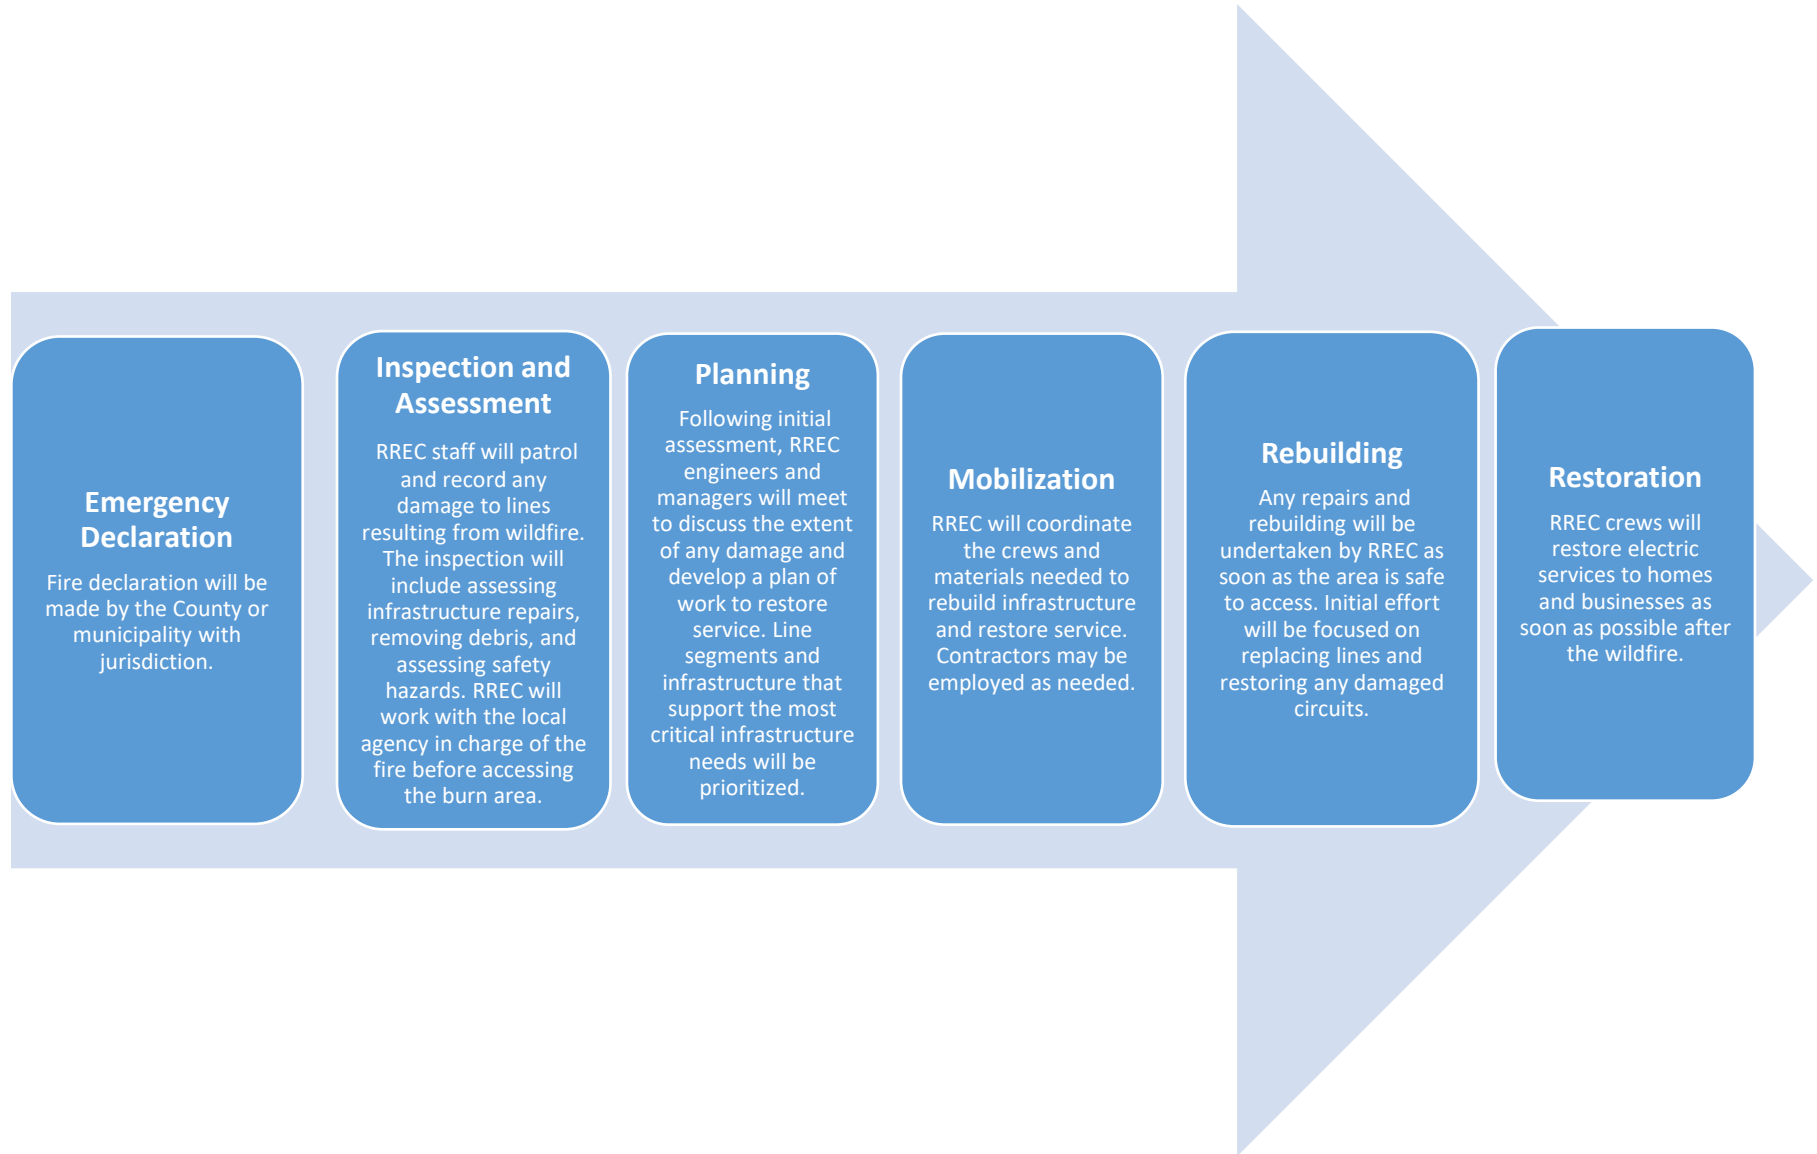 Emergency
Declaration
Fire declaration will be
made by the County or
municipality with
jurisdiction.
Inspection and
Assessment
RREC staff will patrol
and record any
damage to lines
resulting from wildfire.
The inspection will
include assessing
infrastructure repairs,
removing debris, and
assessing safety
hazards. RREC will
work with the local
agency in charge of the
fire before accessing
the burn area.
Planning
Following initial
assessment, RREC
engineers and
managers will meet
to discuss the extent
of any damage and
develop a plan of
work to restore
service. Line
segments and
infrastructure that
support the most
critical infrastructure
needs will be
prioritized.
Mobilization
RREC will coordinate
the crews and
materials needed to
rebuild infrastructure
and restore service.
Contractors may be
employed as needed.
Rebuilding
Any repairs and
rebuilding will be
undertaken by RREC as
soon as the area is safe
to access. Initial effort
will be focused on
replacing lines and
restoring any damaged
circuits.
Restoration
RREC crews will
restore electric
services to homes
and businesses as
soon as possible after
the wildfire.